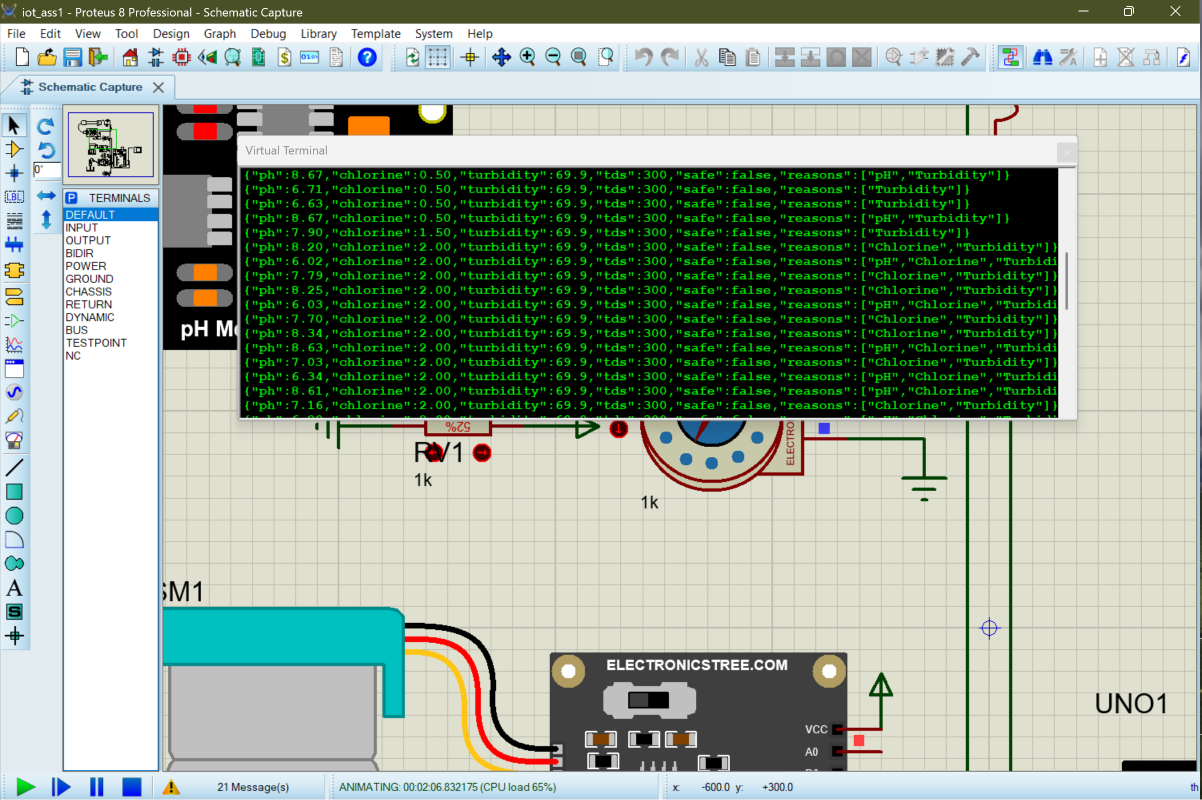 iot_ass1 - Proteus 8 Professional - Schematic Capture
File Edit View Tool Design Graph Debug Library Template System Help
Schematic Capture
0°
LBL
P TERMINALS
DEFAULT
INPUT
OUTPUT
BIDIR
POWER
GROUND
CHASSIS
RETURN
DYNAMIC
BUS
TESTPOINT
NC
Virtual Terminal
{"ph":8.67,"chlorine":0.50,"turbidity":69.9,"tds":300,"safe":false,"reasons":["pH","Turbidity"]}
{"ph":6.71,"chlorine":0.50,"turbidity":69.9,"tds":300,"safe":false,"reasons":["Turbidity"]}
{"ph":6.63,"chlorine":0.50,"turbidity":69.9,"tds":300,"safe":false,"reasons":["Turbidity"]}
{"ph":8.67,"chlorine":0.50,"turbidity":69.9,"tds":300,"safe":false,"reasons":["pH","Turbidity"]}
{"ph":7.90,"chlorine":1.50,"turbidity":69.9,"tds":300,"safe":false,"reasons":["Turbidity"]}
{"ph":8.20,"chlorine":2.00,"turbidity":69.9,"tds":300,"safe":false,"reasons":["Chlorine","Turbidity"]}
{"ph":6.02,"chlorine":2.00,"turbidity":69.9,"tds":300,"safe":false,"reasons":["pH","Chlorine","Turbidi
{"ph":7.79,"chlorine":2.00,"turbidity":69.9,"tds":300,"safe":false,"reasons":["Chlorine","Turbidity"]}
{"ph":8.25,"chlorine":2.00,"turbidity":69.9,"tds":300,"safe":false,"reasons":["Chlorine","Turbidity"]}
{"ph":6.03,"chlorine":2.00,"turbidity":69.9,"tds":300,"safe":false,"reasons":["pH","Chlorine","Turbidi
{"ph":7.70,"chlorine":2.00,"turbidity":69.9,"tds":300,"safe":false,"reasons":["Chlorine","Turbidity"]}
{"ph":8.34,"chlorine":2.00,"turbidity":69.9,"tds":300,"safe":false,"reasons":["Chlorine","Turbidity"]}
{"ph":8.63,"chlorine":2.00,"turbidity":69.9,"tds":300,"safe":false,"reasons":["pH","Chlorine","Turbidi
{"ph":7.03,"chlorine":2.00,"turbidity":69.9,"tds":300,"safe":false,"reasons":["Chlorine","Turbidity"]}
{"ph":6.34,"chlorine":2.00,"turbidity":69.9,"tds":300,"safe":false,"reasons":["pH","Chlorine","Turbidi
{"ph":8.61,"chlorine":2.00,"turbidity":69.9,"tds":300,"safe":false,"reasons":["pH","Chlorine","Turbidi
{"ph":7.16,"chlorine":2.00,"turbidity":69.9,"tds":300,"safe":false,"reasons":["Chlorine","Turbidity"]}
pH Mo
52%
RV1
1k
ELECTRO
1k
SM1
ELECTRONICSTREE.COM
VCC
A0
UNO1
21 Message(s)
ANIMATING: 00:02:06.832175 (CPU load 65%)
x: -600.0 y: +300.0
th